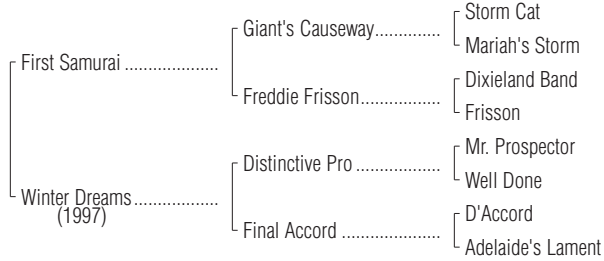 Storm Cat
Giant's Causeway..............
Mariah's Storm
First Samurai ....................
Dixieland Band
Freddie Frisson.................
Frisson
Mr. Prospector
Distinctive Pro ..................
Well Done
Winter Dreams..................
(1997)
D'Accord
Final Accord .....................
Adelaide's Lament